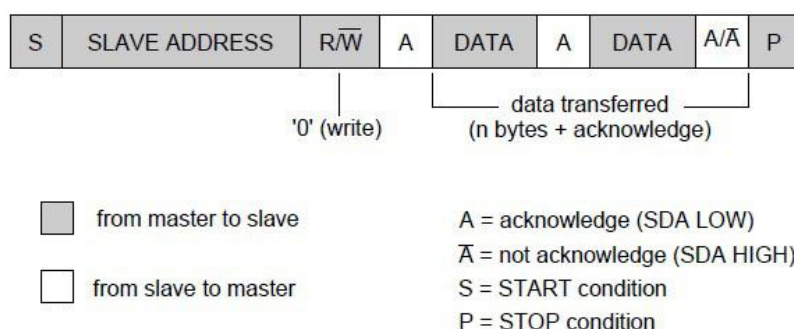 S SLAVE ADDRESS R/W̅ A DATA A DATA A/A̅ P
data transferred
'0' (write) (n bytes + acknowledge)
from master to slave
from slave to master
A = acknowledge (SDA LOW)
A̅ = not acknowledge (SDA HIGH)
S = START condition
P = STOP condition